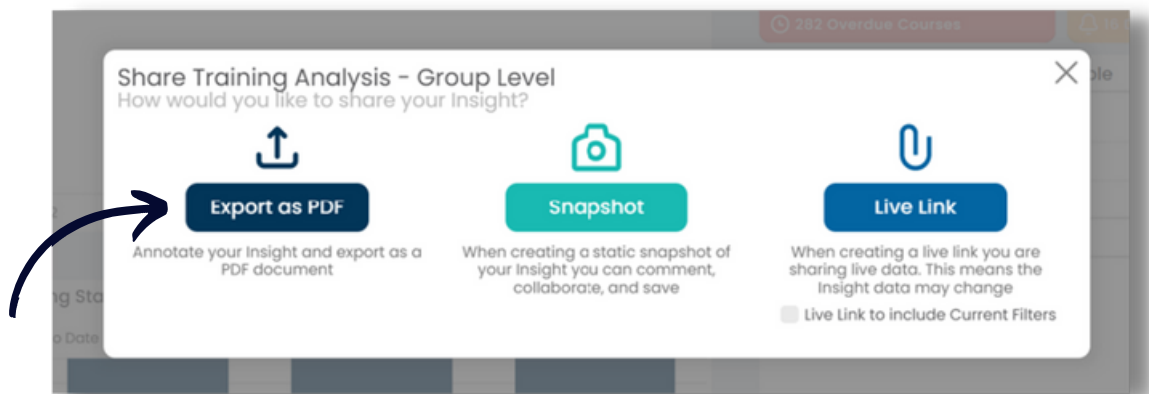 282 Overdue Courses
Share Training Analysis - Group Level
How would you like to share your Insight?
Export as PDF
Annotate your Insight and export as a
PDF document
Snapshot
When creating a static snapshot of
your Insight you can comment,
collaborate, and save
Live Link
When creating a live link you are
sharing live data. This means the
Insight data may change
Live Link to include Current Filters